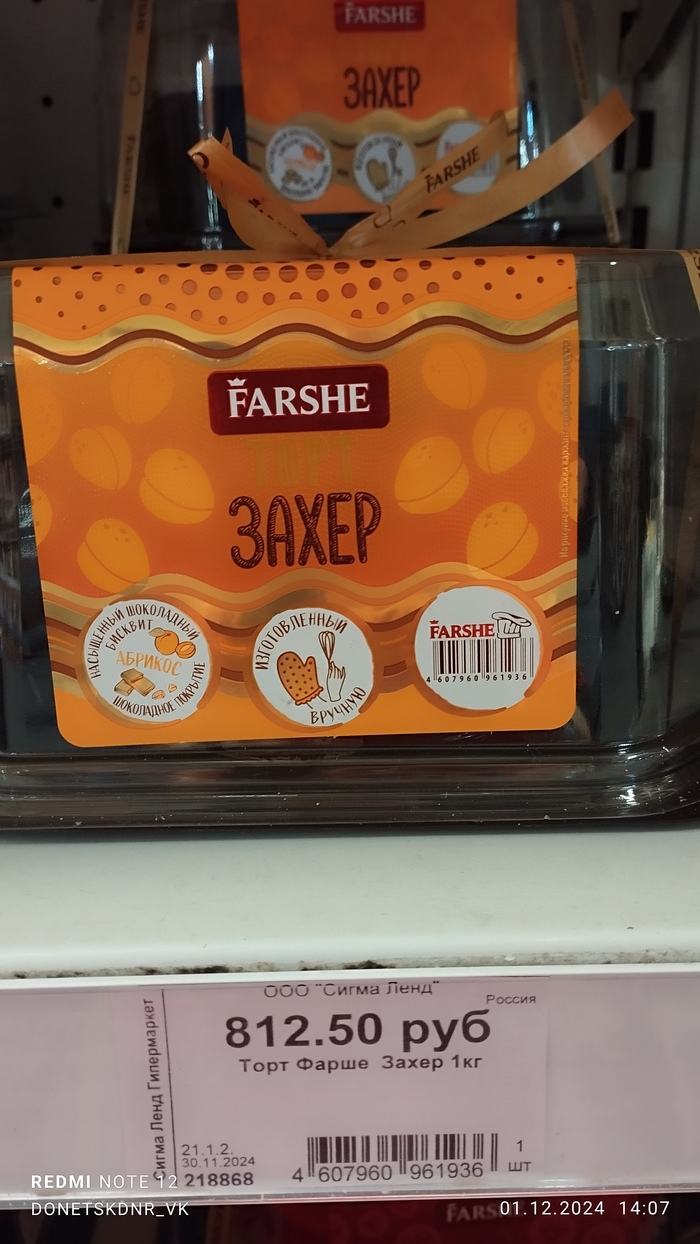 FARSHE
ЗАХЕР
FARSHE
FARSHE
ТОРТ
ЗАХЕР
НАСЫЩЕННЫЙ ШОКОЛАДНЫЙ
БИСКВИТ
АБРИКОС
ШОКОЛАДНОЕ ПОКРЫТИЕ
ИЗГОТОВЛЕННЫЙ
ВРУЧНУЮ
FARSHE
4 607960 961936
ООО "Сигма Ленд"
Россия
812.50 руб
Торт Фарше Захер 1кг
Сигма Ленд Гипермаркет
21.1.2.
30.11.2024
218868
4 607960 961936
1
шт
REDMI NOTE 12
DONETSKDNR_VK
01.12.2024 14:07
FARSHE